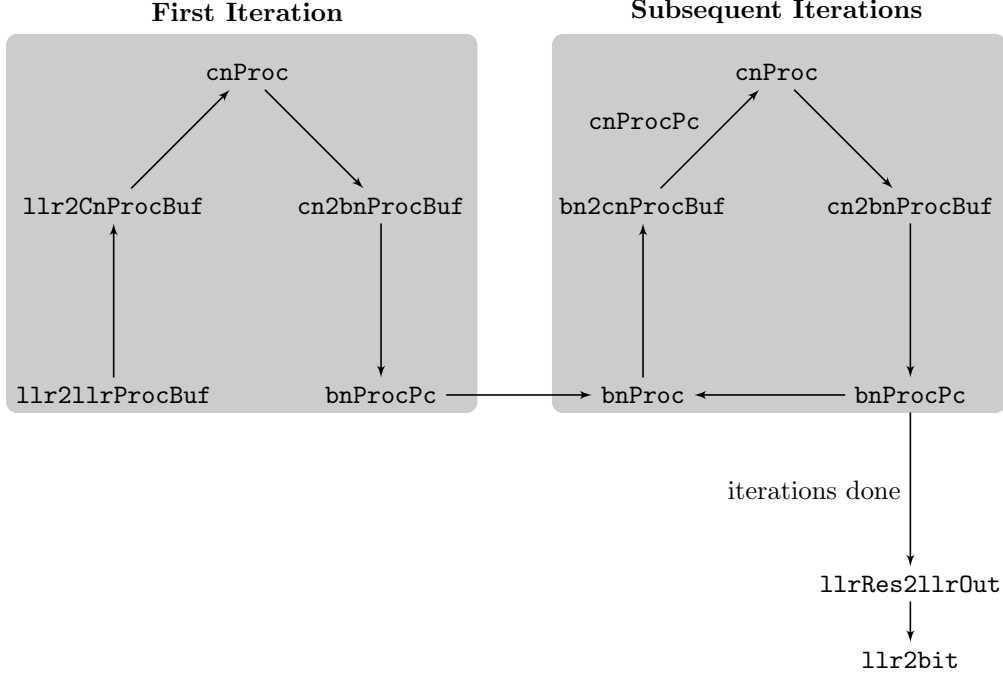 First Iteration
cnProc
llr2CnProcBuf
cn2bnProcBuf
llr2llrProcBuf
bnProcPc
Subsequent Iterations
cnProc
cnProcPc
bn2cnProcBuf
cn2bnProcBuf
bnProc
bnProcPc
iterations done
llrRes2llrOut
llr2bit